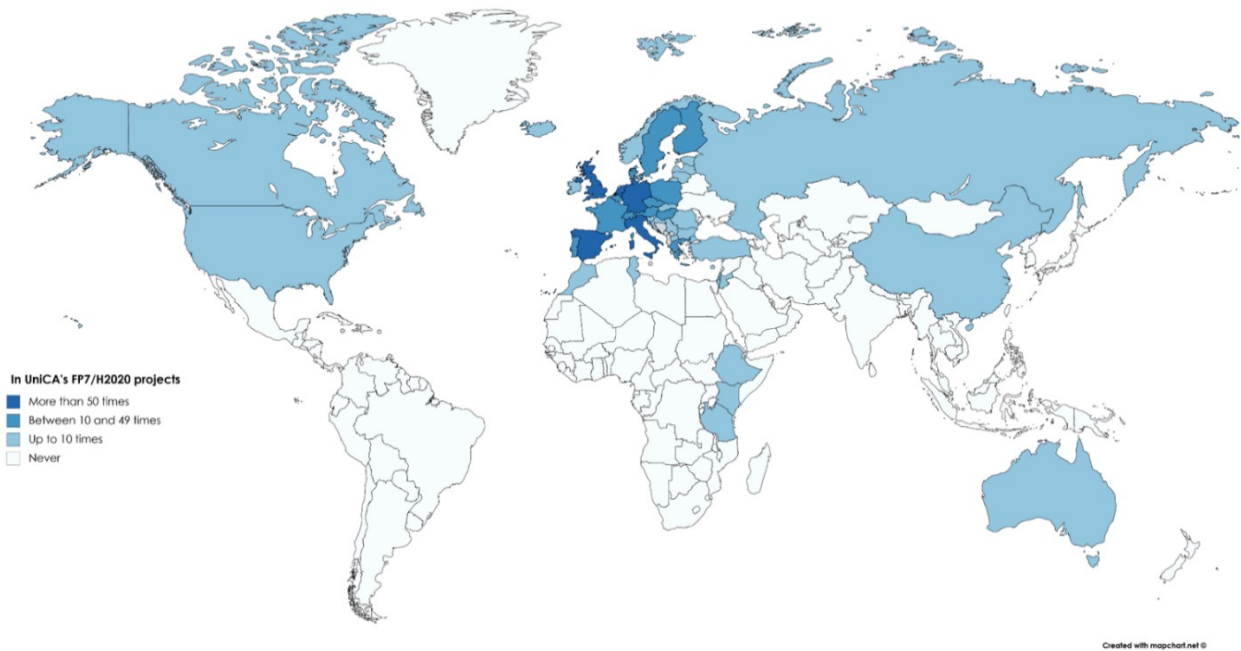 In UniCA's FP7/H2020 projects
More than 50 times
Between 10 and 49 times
Up to 10 times
Never
Created with mapchart.net ©